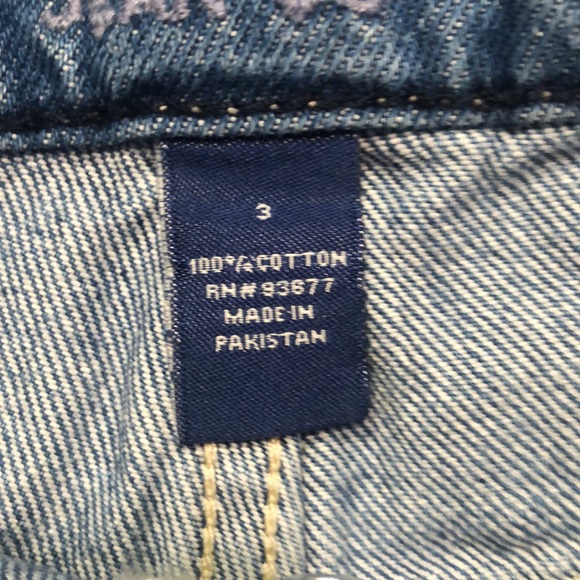 3
100% COTTON
RN# 93677
MADE IN
PAKISTAN